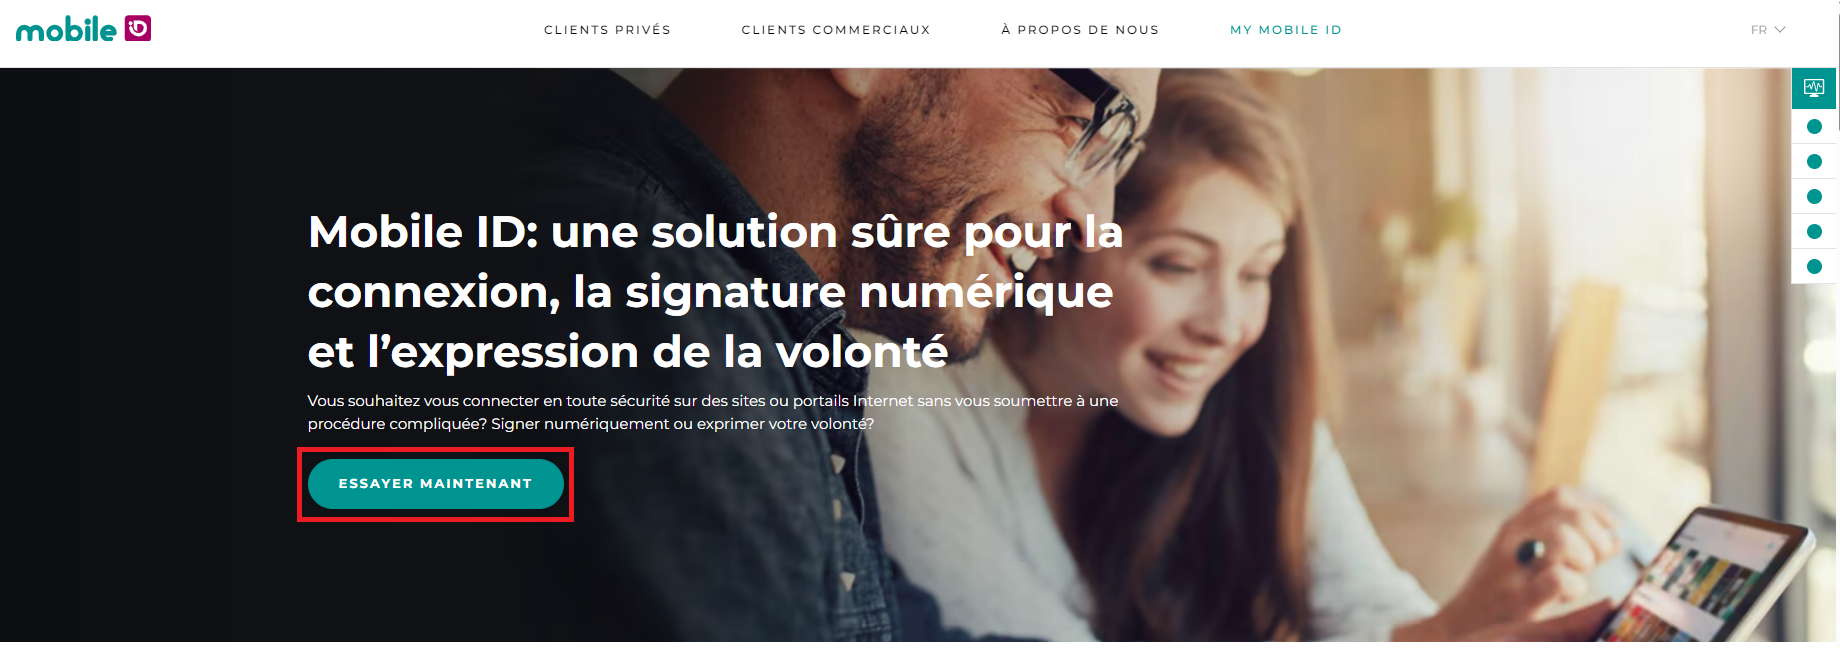 mobile iD
CLIENTS PRIVÉS
CLIENTS COMMERCIAUX
À PROPOS DE NOUS
MY MOBILE ID
FR
Mobile ID: une solution sûre pour la
connexion, la signature numérique
et l’expression de la volonté
Vous souhaitez vous connecter en toute sécurité sur des sites ou portails Internet sans vous soumettre à une
procédure compliquée? Signer numériquement ou exprimer votre volonté?
ESSAYER MAINTENANT